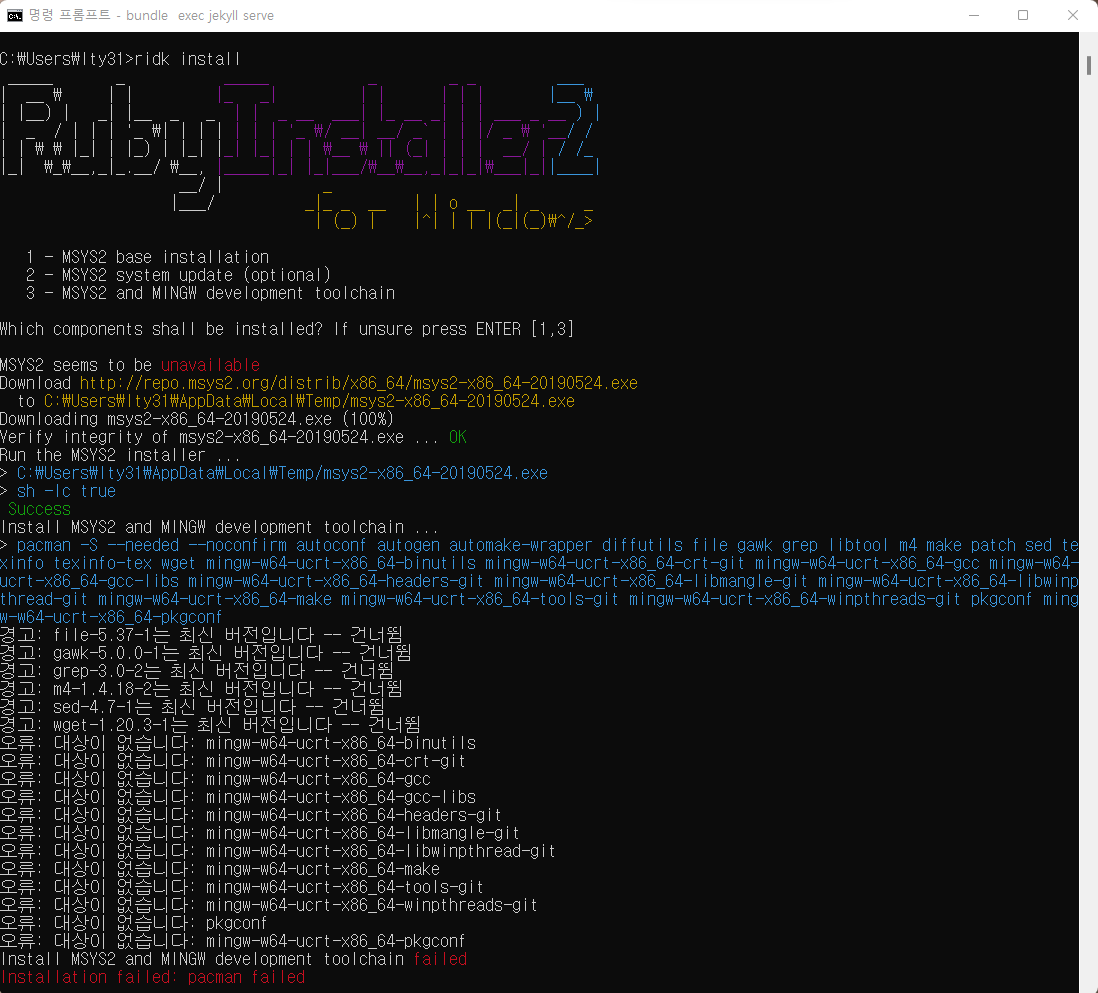 명령 프롬프트 - bundle  exec jekyll serve
C:₩Users₩lty31>ridk install
RubyInstaller2
for Windows
1 - MSYS2 base installation
2 - MSYS2 system update (optional)
3 - MSYS2 and MINGW development toolchain
Which components shall be installed? If unsure press ENTER [1,3]
MSYS2 seems to be unavailable
Download http://repo.msys2.org/distrib/x86_64/msys2-x86_64-20190524.exe
to C:₩Users₩lty31₩AppData₩Local₩Temp/msys2-x86_64-20190524.exe
Downloading msys2-x86_64-20190524.exe (100%)
Verify integrity of msys2-x86_64-20190524.exe ... OK
Run the MSYS2 installer ...
> C:₩Users₩lty31₩AppData₩Local₩Temp/msys2-x86_64-20190524.exe
> sh -lc true
Success
Install MSYS2 and MINGW development toolchain ...
> pacman -S --needed --noconfirm autoconf autogen automake-wrapper diffutils file gawk grep libtool m4 make patch sed te
xinfo texinfo-tex wget mingw-w64-ucrt-x86_64-binutils mingw-w64-ucrt-x86_64-crt-git mingw-w64-ucrt-x86_64-gcc mingw-w64-
ucrt-x86_64-gcc-libs mingw-w64-ucrt-x86_64-headers-git mingw-w64-ucrt-x86_64-libmangle-git mingw-w64-ucrt-x86_64-libwinp
thread-git mingw-w64-ucrt-x86_64-make mingw-w64-ucrt-x86_64-tools-git mingw-w64-ucrt-x86_64-winpthreads-git pkgconf ming
w-w64-ucrt-x86_64-pkgconf
경고: file-5.37-1는 최신 버전입니다 -- 건너뜀
경고: gawk-5.0.0-1는 최신 버전입니다 -- 건너뜀
경고: grep-3.0-2는 최신 버전입니다 -- 건너뜀
경고: m4-1.4.18-2는 최신 버전입니다 -- 건너뜀
경고: sed-4.7-1는 최신 버전입니다 -- 건너뜀
경고: wget-1.20.3-1는 최신 버전입니다 -- 건너뜀
오류: 대상이 없습니다: mingw-w64-ucrt-x86_64-binutils
오류: 대상이 없습니다: mingw-w64-ucrt-x86_64-crt-git
오류: 대상이 없습니다: mingw-w64-ucrt-x86_64-gcc
오류: 대상이 없습니다: mingw-w64-ucrt-x86_64-gcc-libs
오류: 대상이 없습니다: mingw-w64-ucrt-x86_64-headers-git
오류: 대상이 없습니다: mingw-w64-ucrt-x86_64-libmangle-git
오류: 대상이 없습니다: mingw-w64-ucrt-x86_64-libwinpthread-git
오류: 대상이 없습니다: mingw-w64-ucrt-x86_64-make
오류: 대상이 없습니다: mingw-w64-ucrt-x86_64-tools-git
오류: 대상이 없습니다: mingw-w64-ucrt-x86_64-winpthreads-git
오류: 대상이 없습니다: pkgconf
오류: 대상이 없습니다: mingw-w64-ucrt-x86_64-pkgconf
Install MSYS2 and MINGW development toolchain failed
Installation failed: pacman failed